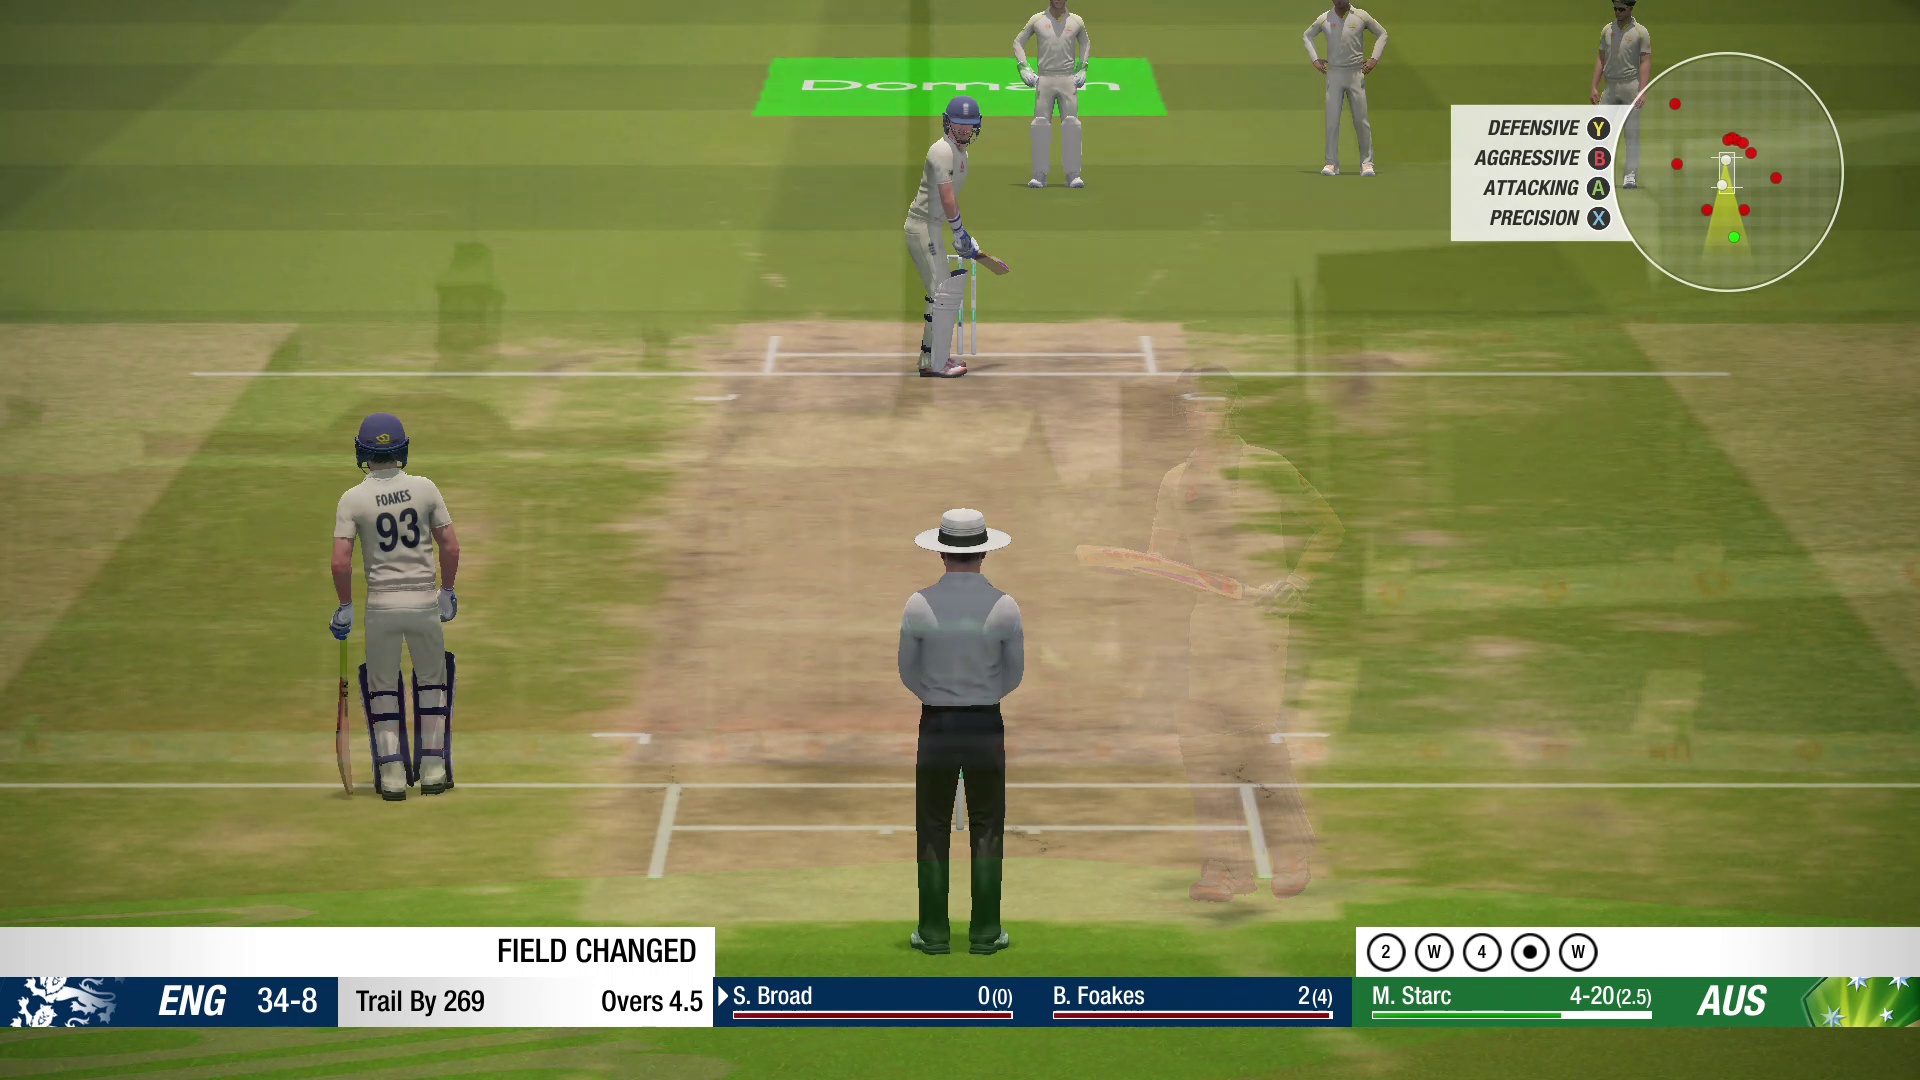 Domain
DEFENSIVE Y
AGGRESSIVE B
ATTACKING A
PRECISION X
FOAKES
93
FIELD CHANGED
2 W 4 W
ENG 34-8 Trail By 269 Overs 4.5 S. Broad 0(0) B. Foakes 2(4) M. Starc 4-20(2.5) AUS